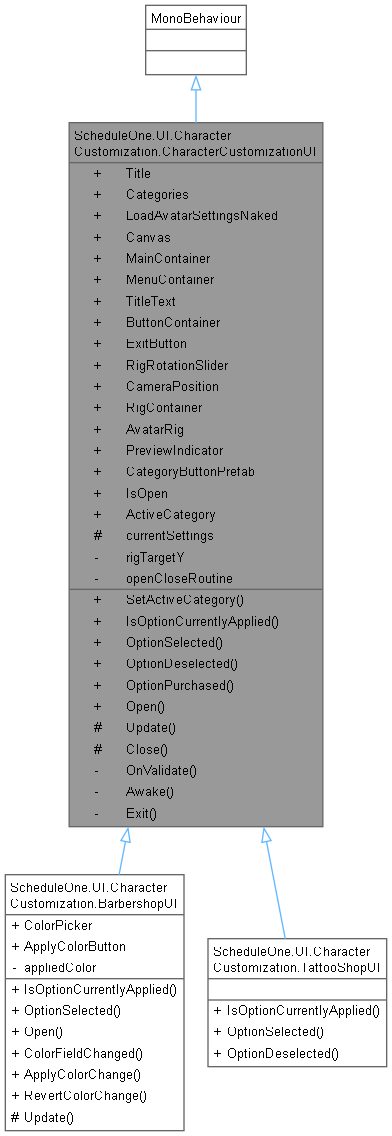 MonoBehaviour
ScheduleOne.UI.Character
Customization.CharacterCustomizationUI
+ Title
+ Categories
+ LoadAvatarSettingsNaked
+ Canvas
+ MainContainer
+ MenuContainer
+ TitleText
+ ButtonContainer
+ ExitButton
+ RigRotationSlider
+ CameraPosition
+ RigContainer
+ AvatarRig
+ PreviewIndicator
+ CategoryButtonPrefab
+ IsOpen
+ ActiveCategory
# currentSettings
- rigTargetY
- openCloseRoutine
+ SetActiveCategory()
+ IsOptionCurrentlyApplied()
+ OptionSelected()
+ OptionDeselected()
+ OptionPurchased()
+ Open()
# Update()
# Close()
- OnValidate()
- Awake()
- Exit()
ScheduleOne.UI.Character
Customization.BarbershopUI
+ ColorPicker
+ ApplyColorButton
- appliedColor
+ IsOptionCurrentlyApplied()
+ OptionSelected()
+ Open()
+ ColorFieldChanged()
+ ApplyColorChange()
+ RevertColorChange()
# Update()
ScheduleOne.UI.Character
Customization.TattooShopUI
+ IsOptionCurrentlyApplied()
+ OptionSelected()
+ OptionDeselected()